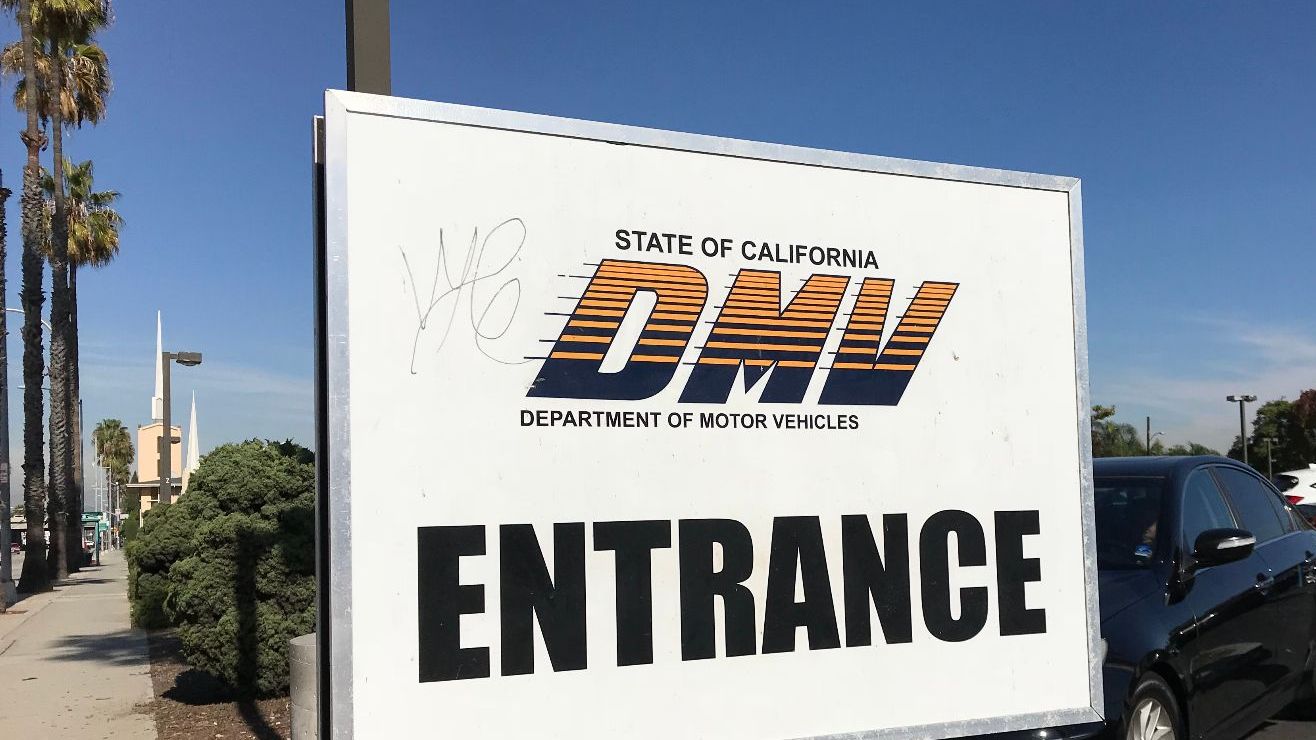 STATE OF CALIFORNIA
DMV
DEPARTMENT OF MOTOR VEHICLES
ENTRANCE